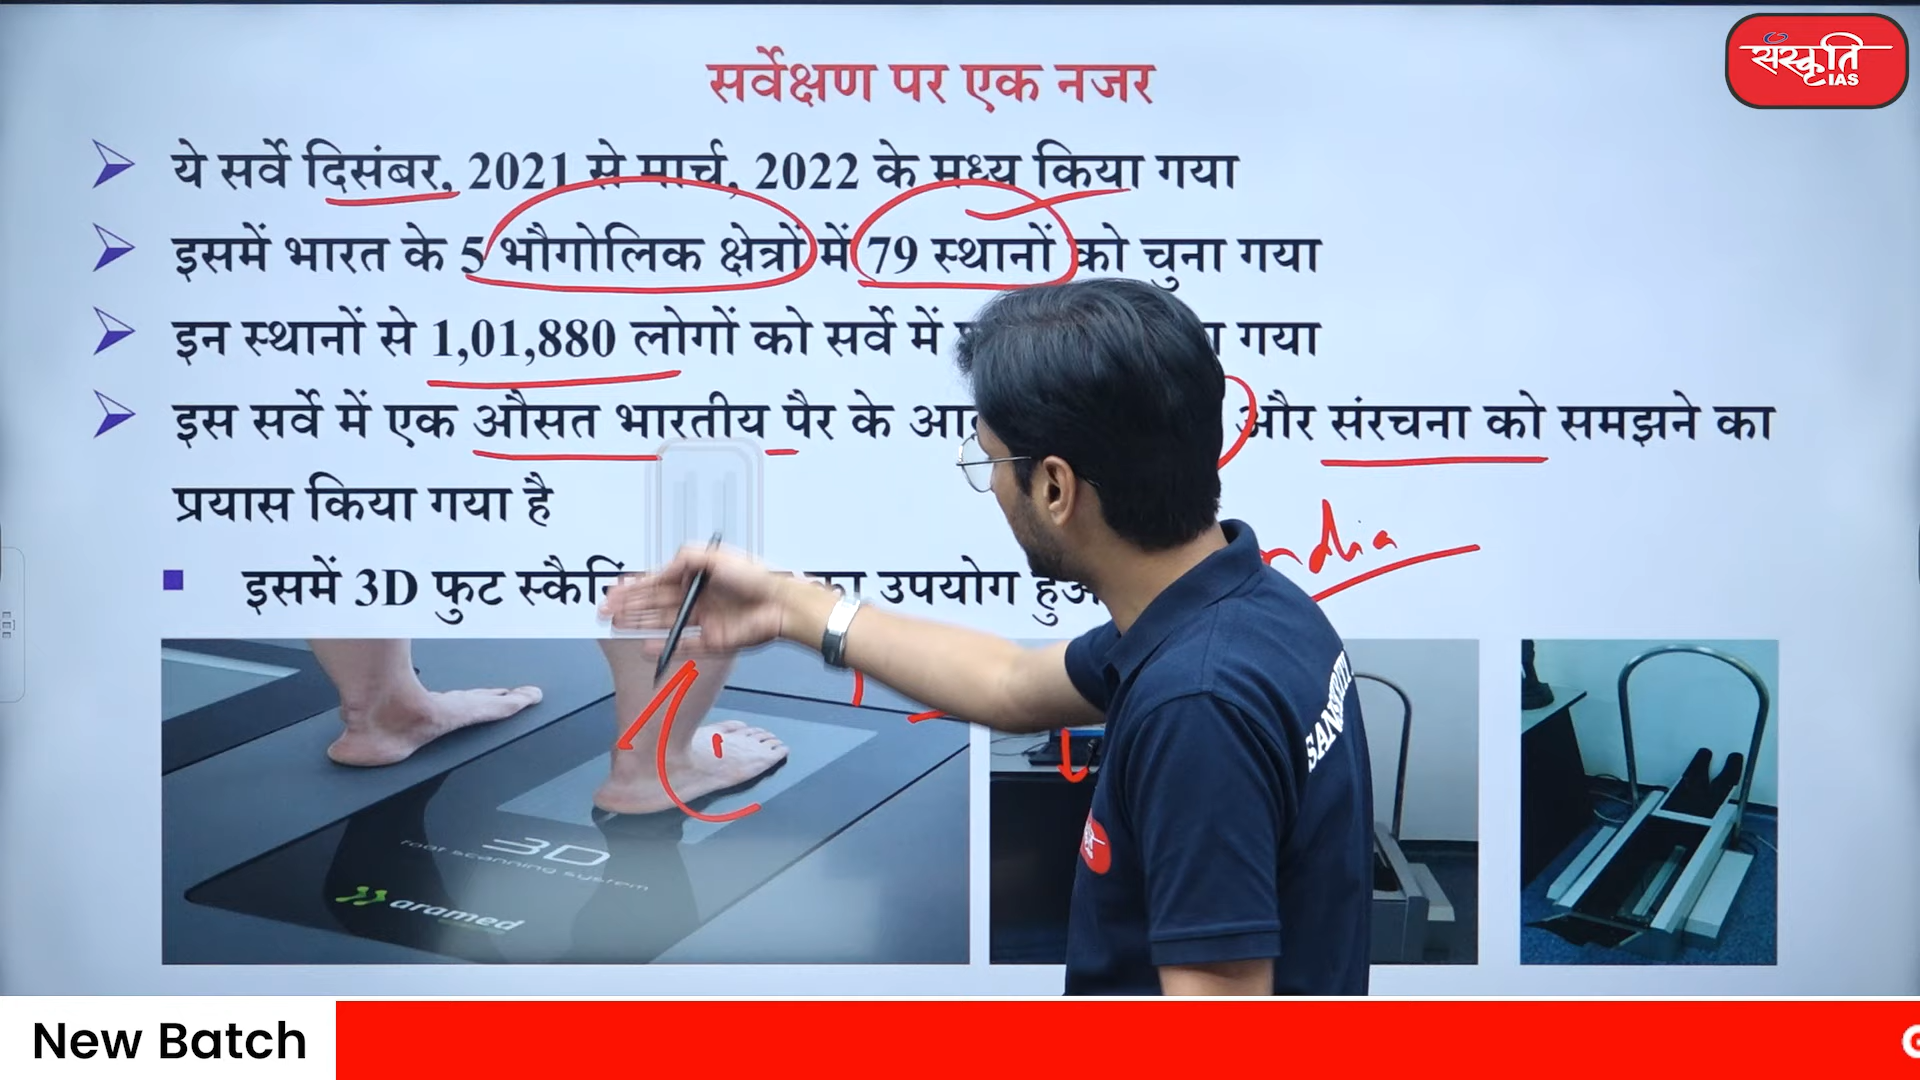 संस्कृति
IAS
सर्वेक्षण पर एक नजर
ये सर्वे दिसंबर, 2021 से मार्च, 2022 के मध्य किया गया
इसमें भारत के 5 भौगोलिक क्षेत्रों में 79 स्थानों को चुना गया
इन स्थानों से 1,01,880 लोगों को सर्वे में गया
इस सर्वे में एक औसत भारतीय पैर के और संरचना को समझने का
प्रयास किया गया है
इसमें 3D फुट का उपयोग
3D
foot scanning system
aramed
New Batch